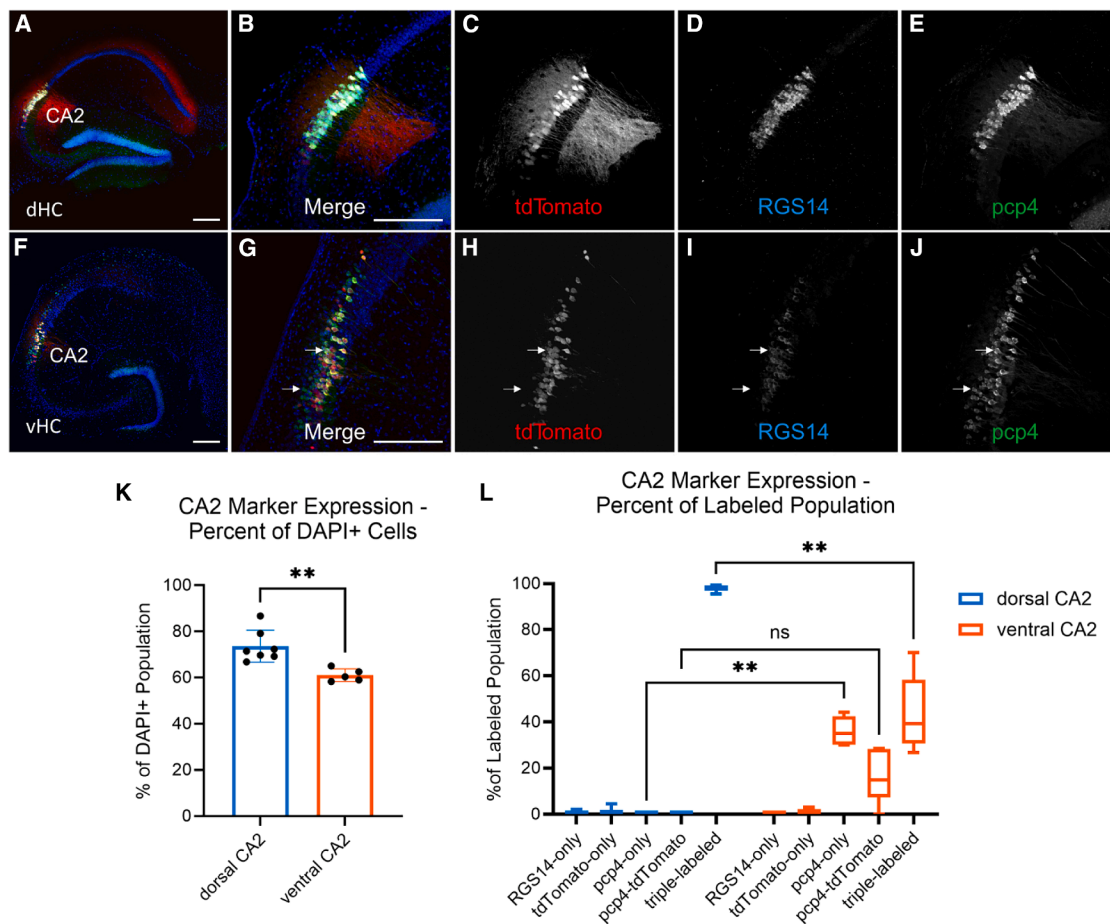 A
CA2
dHC
B
Merge
C
tdTomato
D
RGS14
E
pcp4
F
CA2
vHC
G
Merge
H
tdTomato
I
RGS14
J
pcp4
K
CA2 Marker Expression -
Percent of DAPI+ Cells
**
100
80
60
40
20
0
% of DAPI+ Population
dorsal CA2
ventral CA2
L
CA2 Marker Expression -
Percent of Labeled Population
**
ns
**
100
80
60
40
20
0
%of Labeled Population
RGS14-only
tdTomato-only
pcp4-only
pcp4-tdTomato
triple-labeled
RGS14-only
tdTomato-only
pcp4-only
pcp4-tdTomato
triple-labeled
dorsal CA2
ventral CA2